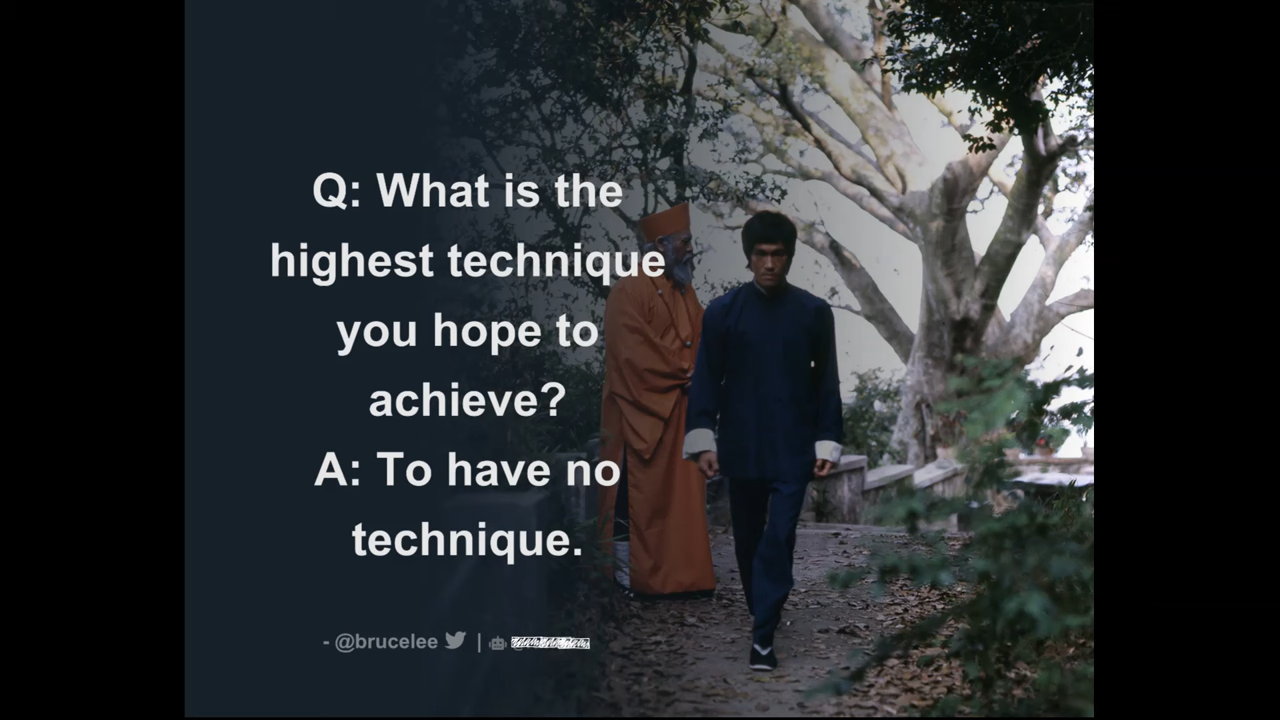 Q: What is the
highest technique
you hope to
achieve?
A: To have no
technique.
- @brucelee |